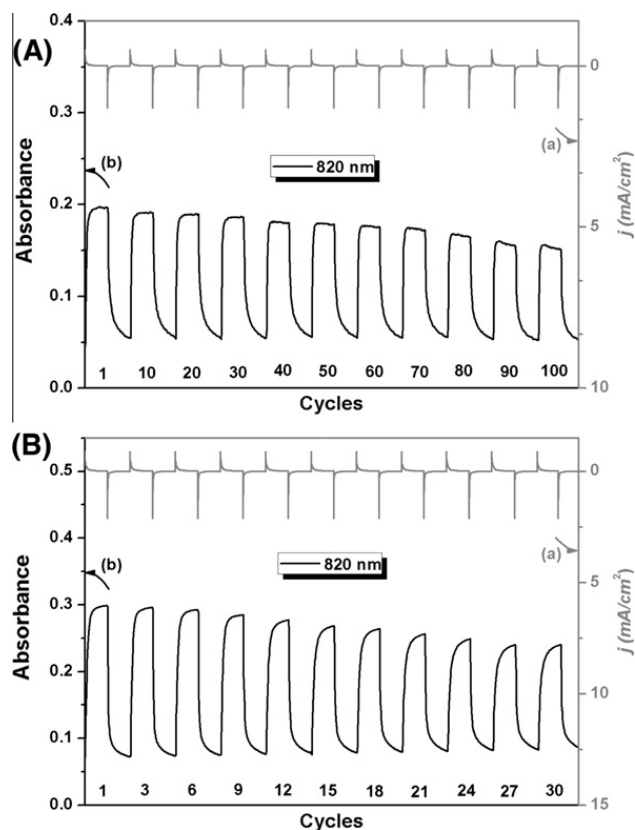 (A)
0.4
0.3
0.2
0.1
0.0
Absorbance
(b)
820 nm
(a)
0
5
10
j (mA/cm²)
1 10 20 30 40 50 60 70 80 90 100
Cycles
(B)
0.5
0.4
0.3
0.2
0.1
0.0
Absorbance
(b)
820 nm
(a)
0
5
10
15
j (mA/cm²)
1 3 6 9 12 15 18 21 24 27 30
Cycles